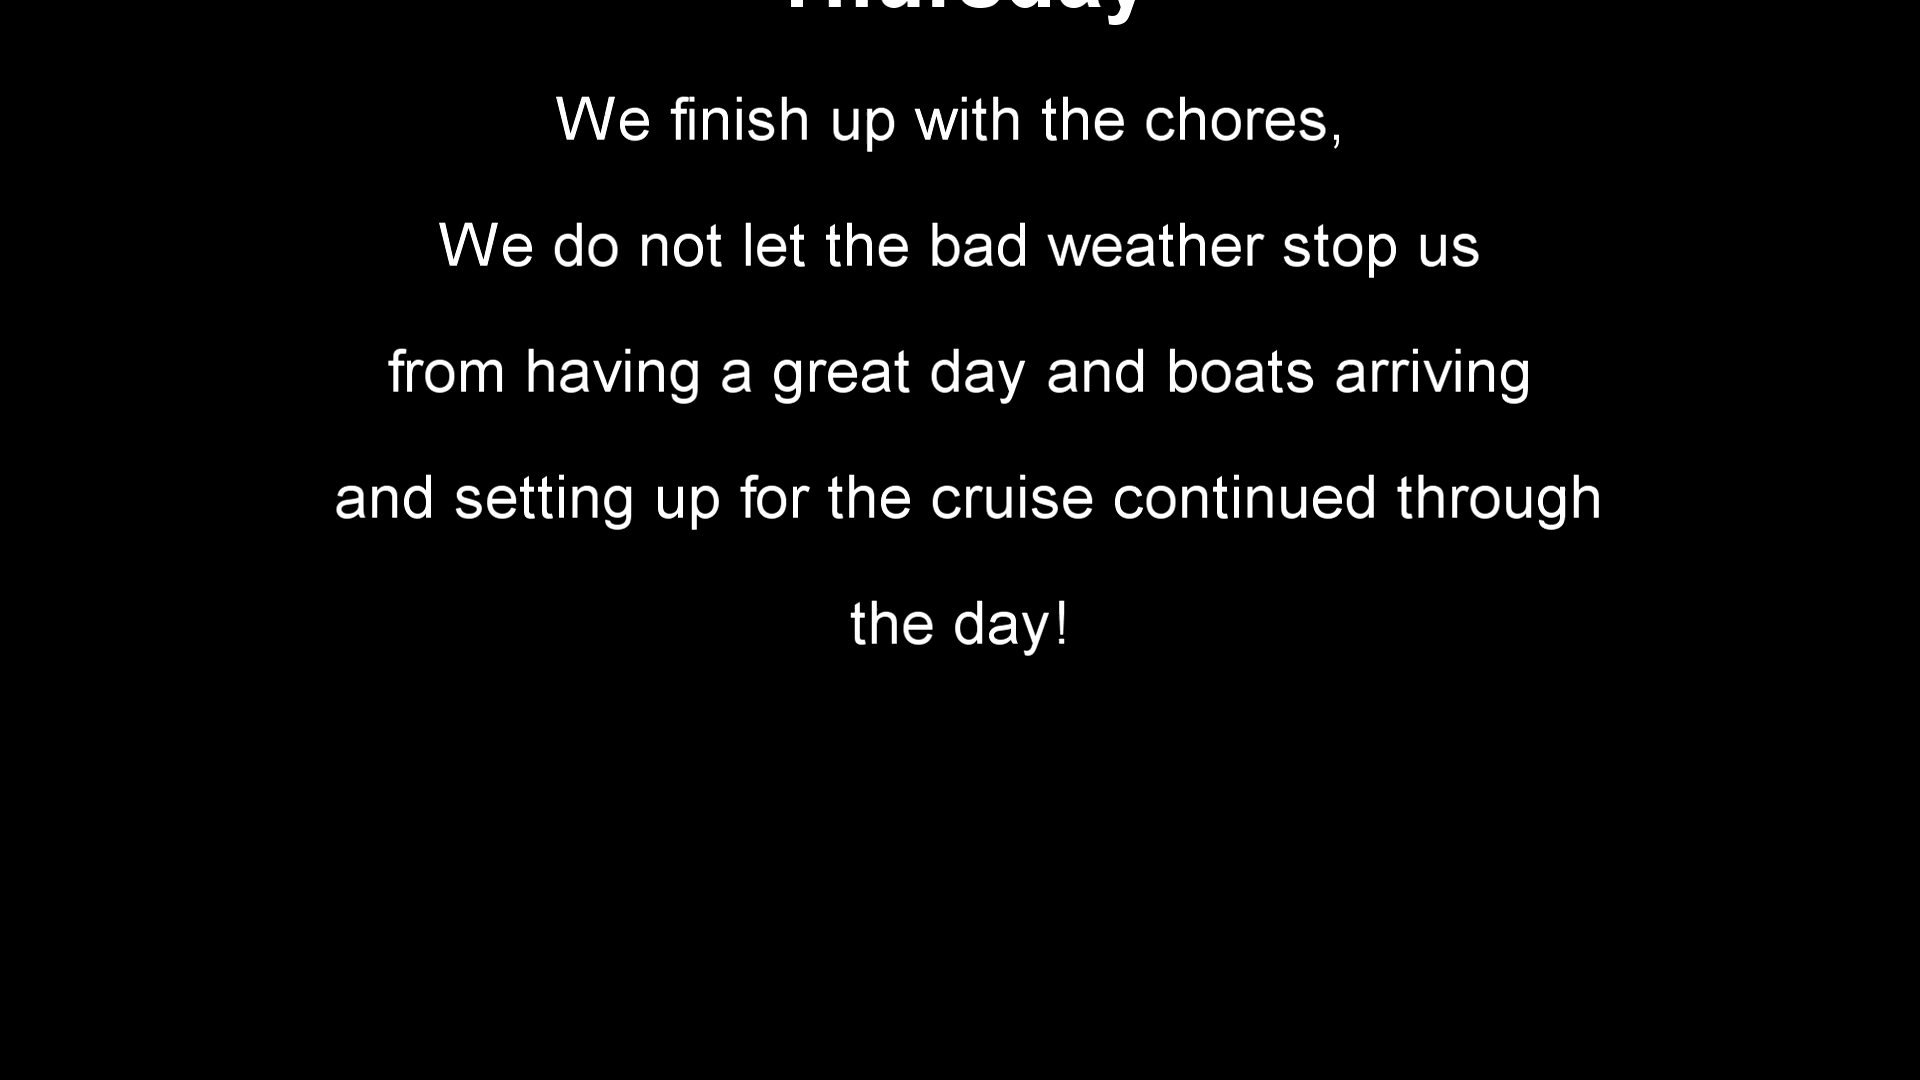 Thursday
We finish up with the chores,
We do not let the bad weather stop us
from having a great day and boats arriving
and setting up for the cruise continued through
the day!